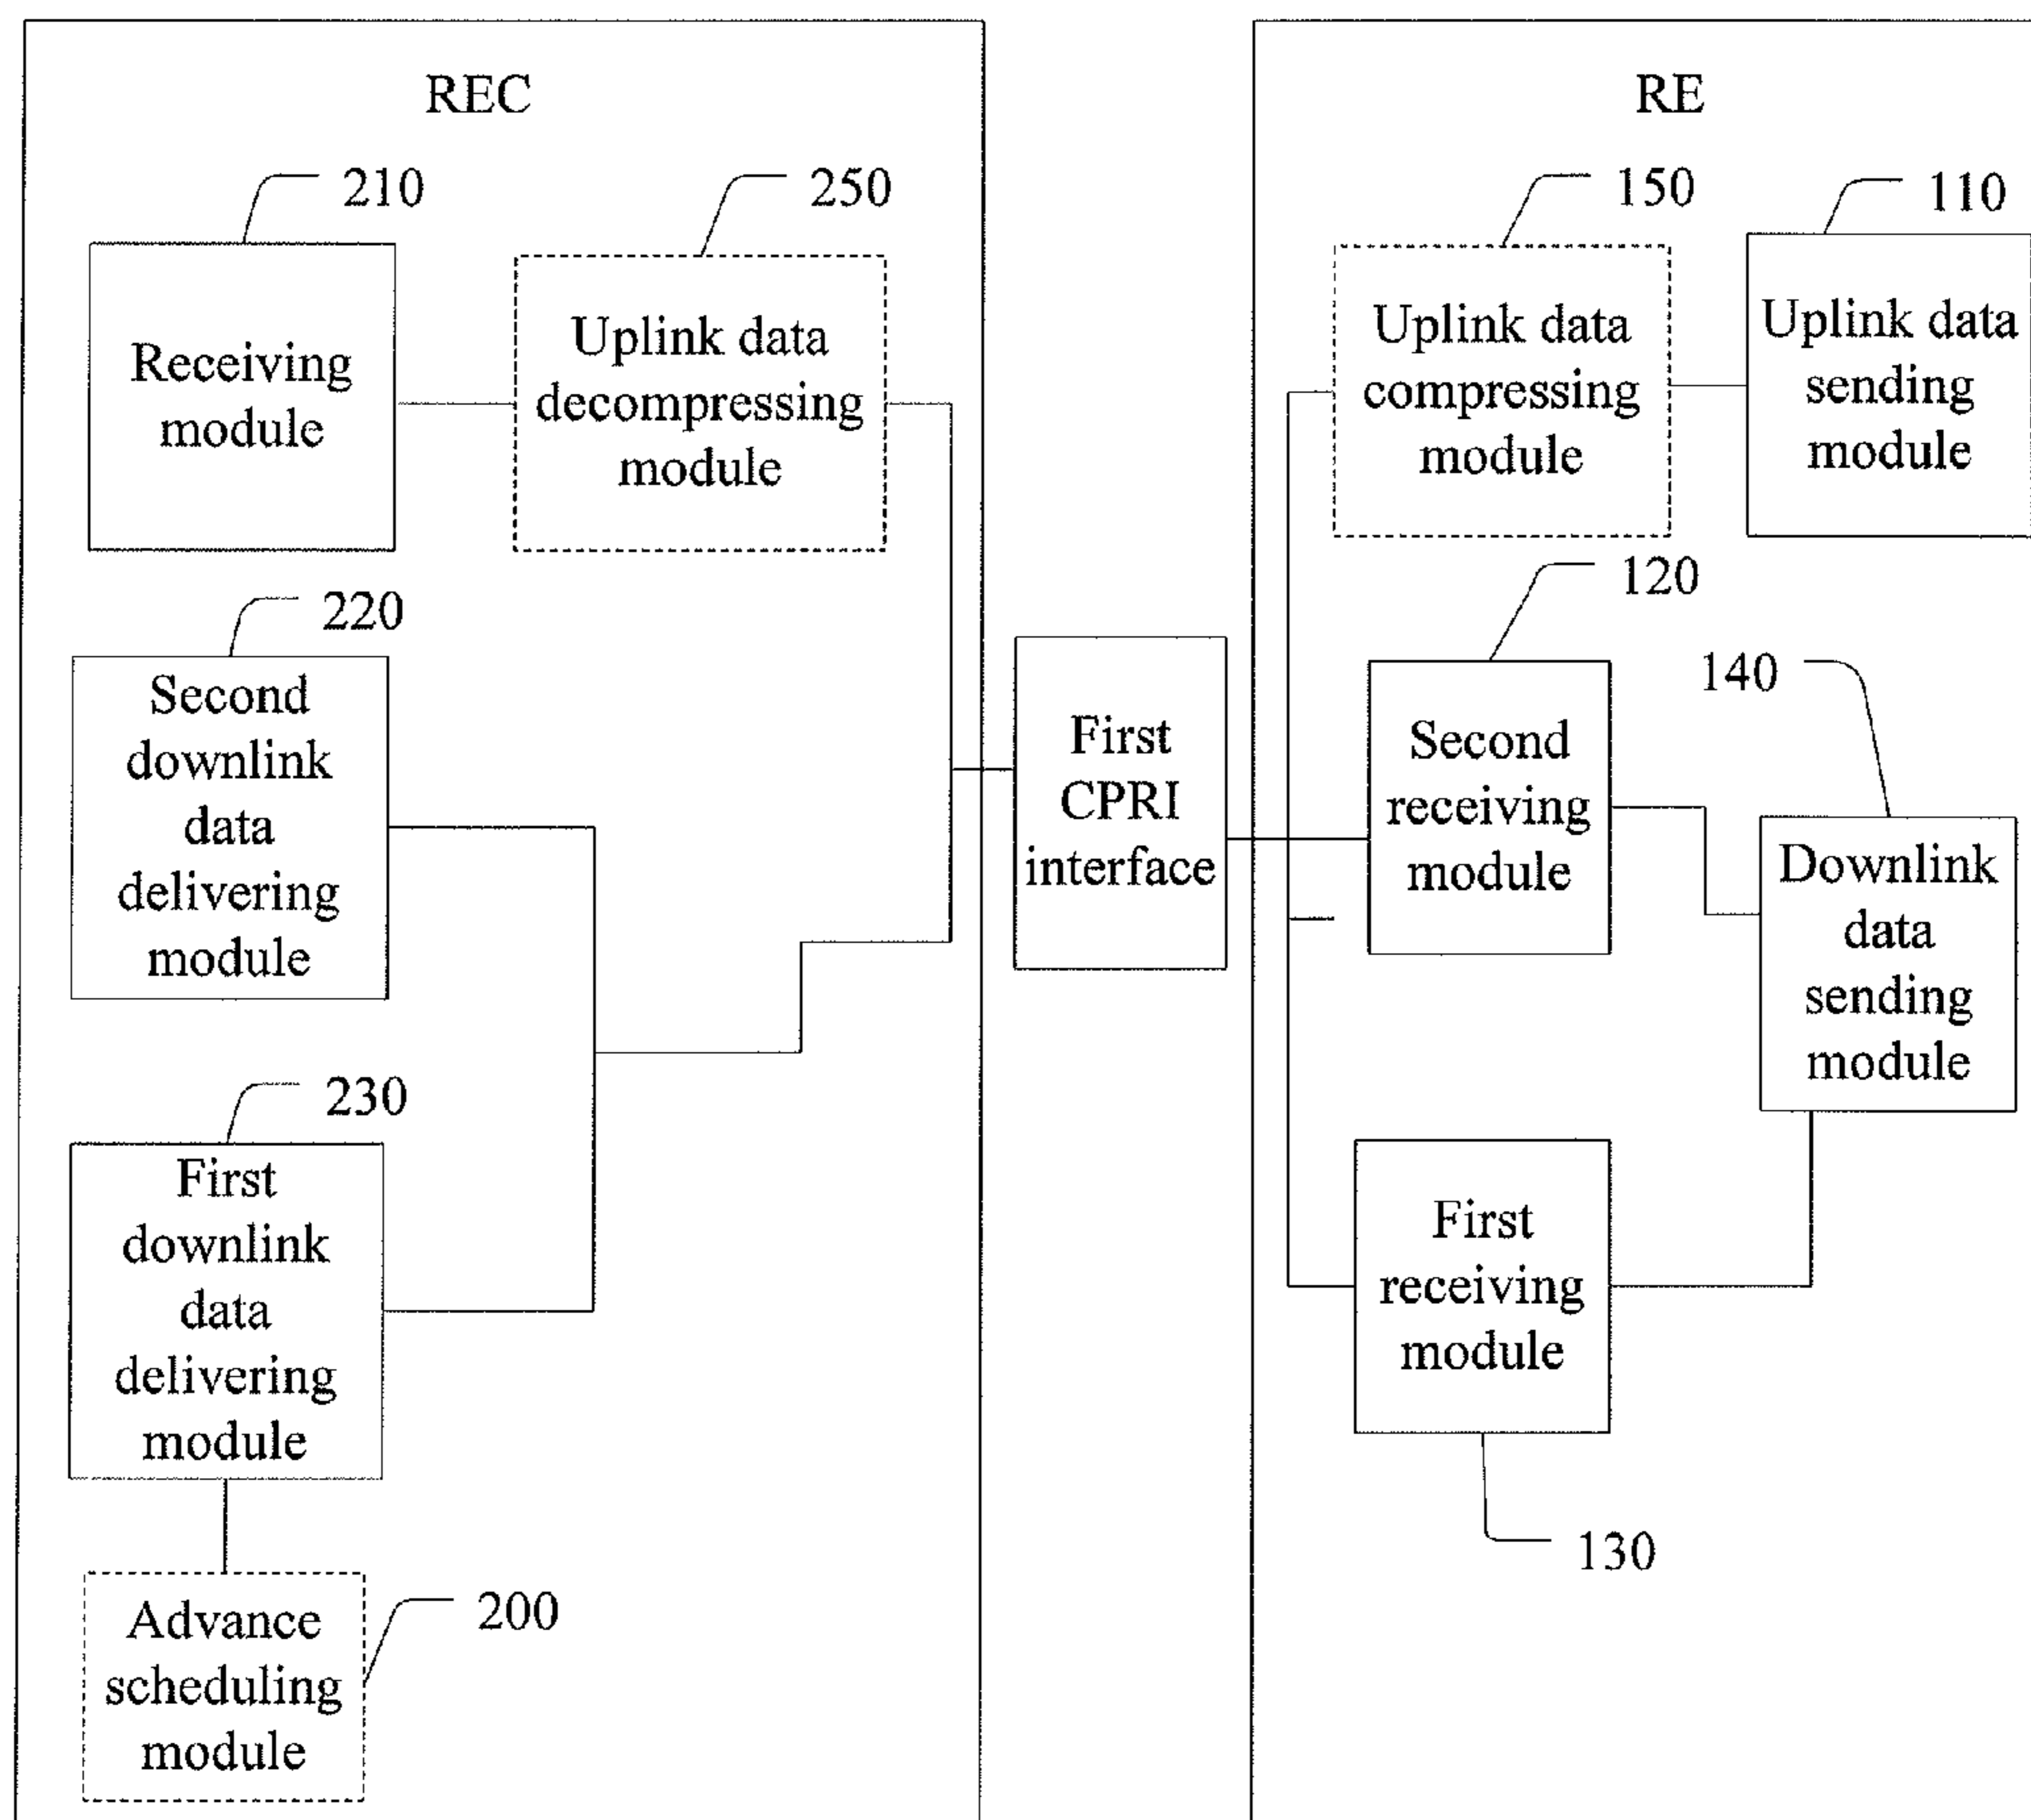 REC
210
250
Receiving
module
Uplink data
decompressing
module
220
Second
downlink
data
delivering
module
230
First
downlink
data
delivering
module
Advance
scheduling
module
200
First
CPRI
interface
RE
150
110
Uplink data
compressing
module
Uplink data
sending
module
120
Second
receiving
module
140
Downlink
data
sending
module
First
receiving
module
130